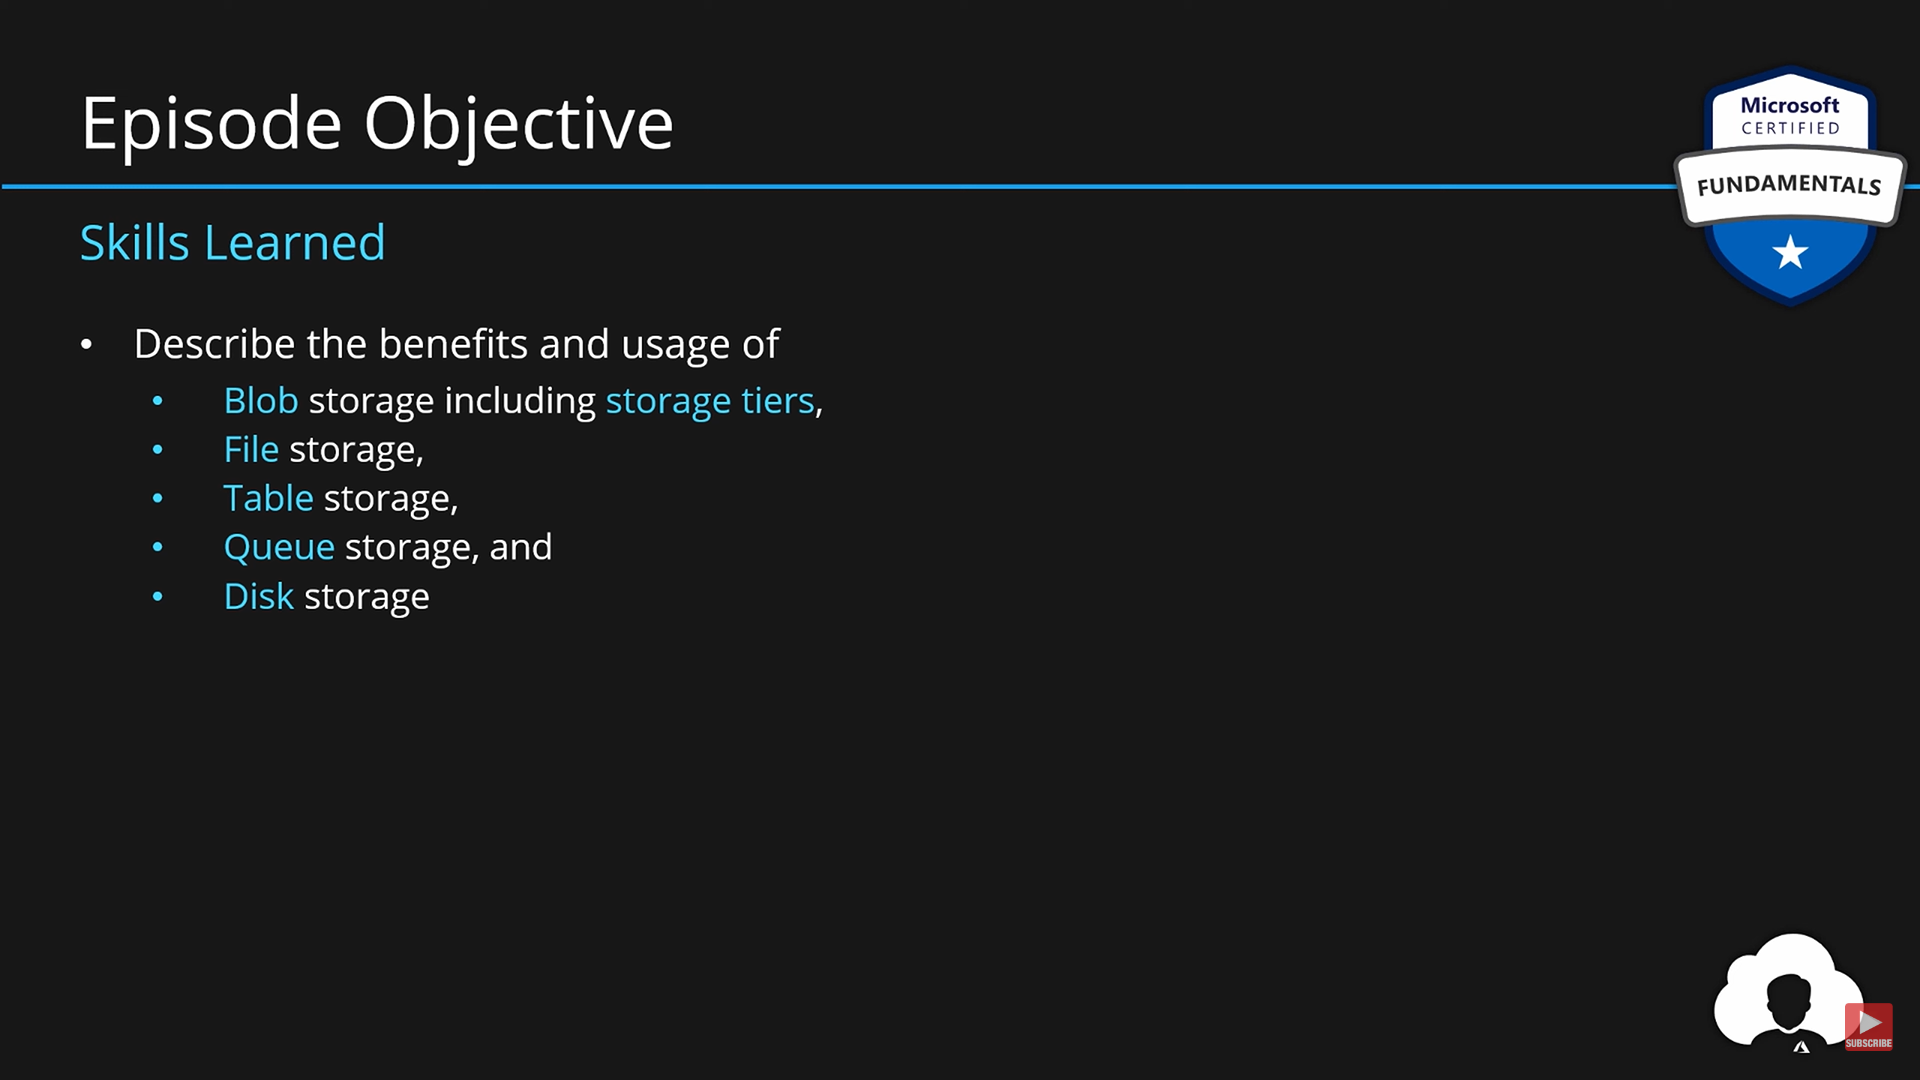 Episode Objective
Microsoft
CERTIFIED
FUNDAMENTALS
Skills Learned
• Describe the benefits and usage of
• Blob storage including storage tiers,
• File storage,
• Table storage,
• Queue storage, and
• Disk storage
SUBSCRIBE